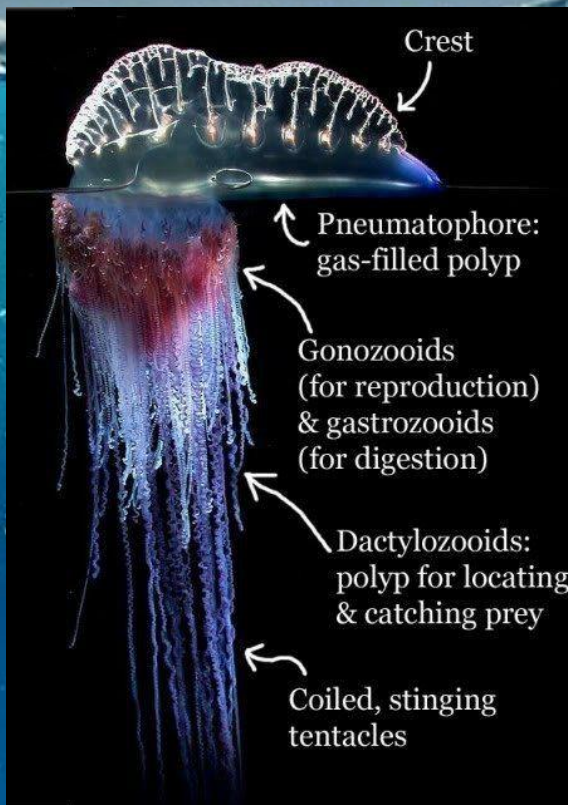 Crest
Pneumatophore:
gas-filled polyp
Gonozooids
(for reproduction)
& gastrozooids
(for digestion)
Dactylozooids:
polyp for locating
& catching prey
Coiled, stinging
tentacles